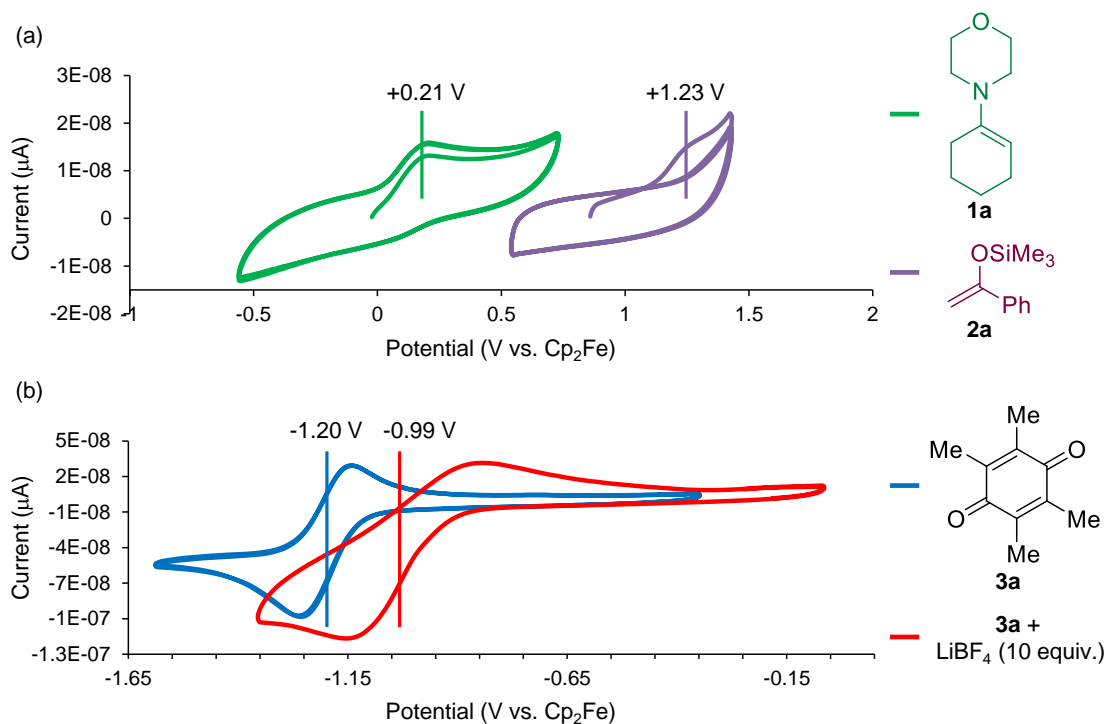 (a)
3E-08
2E-08
1E-08
0
-1E-08
-2E-08
Current (μA)
+0.21 V
+1.23 V
-1
-0.5
0
0.5
1
1.5
2
Potential (V vs. Cp₂Fe)
O
N
1a
OSiMe₃
Ph
2a
(b)
5E-08
2E-08
-1E-08
-4E-08
-7E-08
-1E-07
-1.3E-07
Current (μA)
-1.20 V
-0.99 V
-1.65
-1.15
-0.65
-0.15
Potential (V vs. Cp₂Fe)
Me
Me
O
O
Me
Me
3a
3a +
LiBF₄ (10 equiv.)